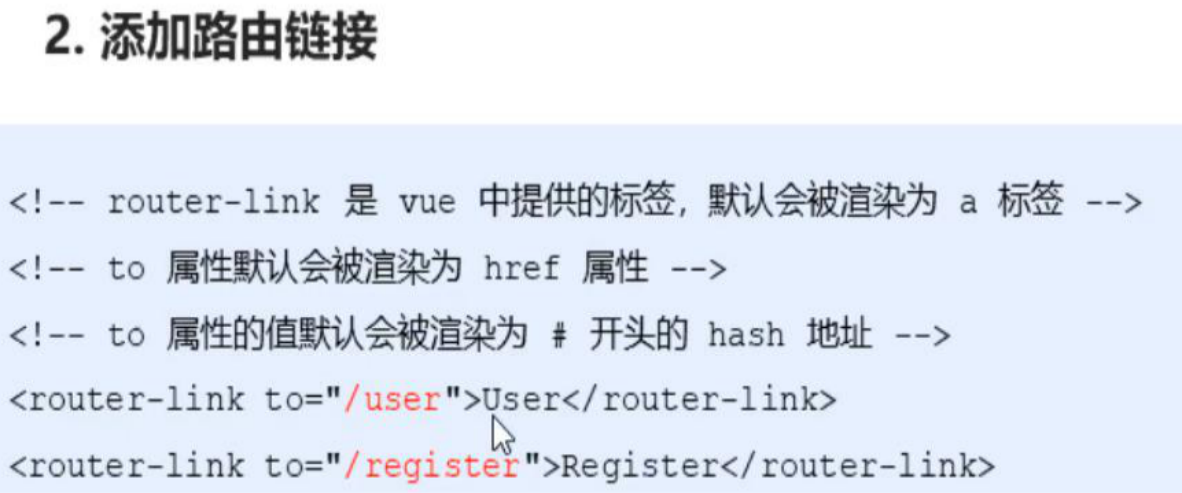 2. 添加路由链接
<!-- router-link 是 vue 中提供的标签, 默认会被渲染为 a 标签 -->
<!-- to 属性默认会被渲染为 href 属性 -->
<!-- to 属性的值默认会被渲染为 # 开头的 hash 地址 -->
<router-link to="/user">User</router-link>
<router-link to="/register">Register</router-link>